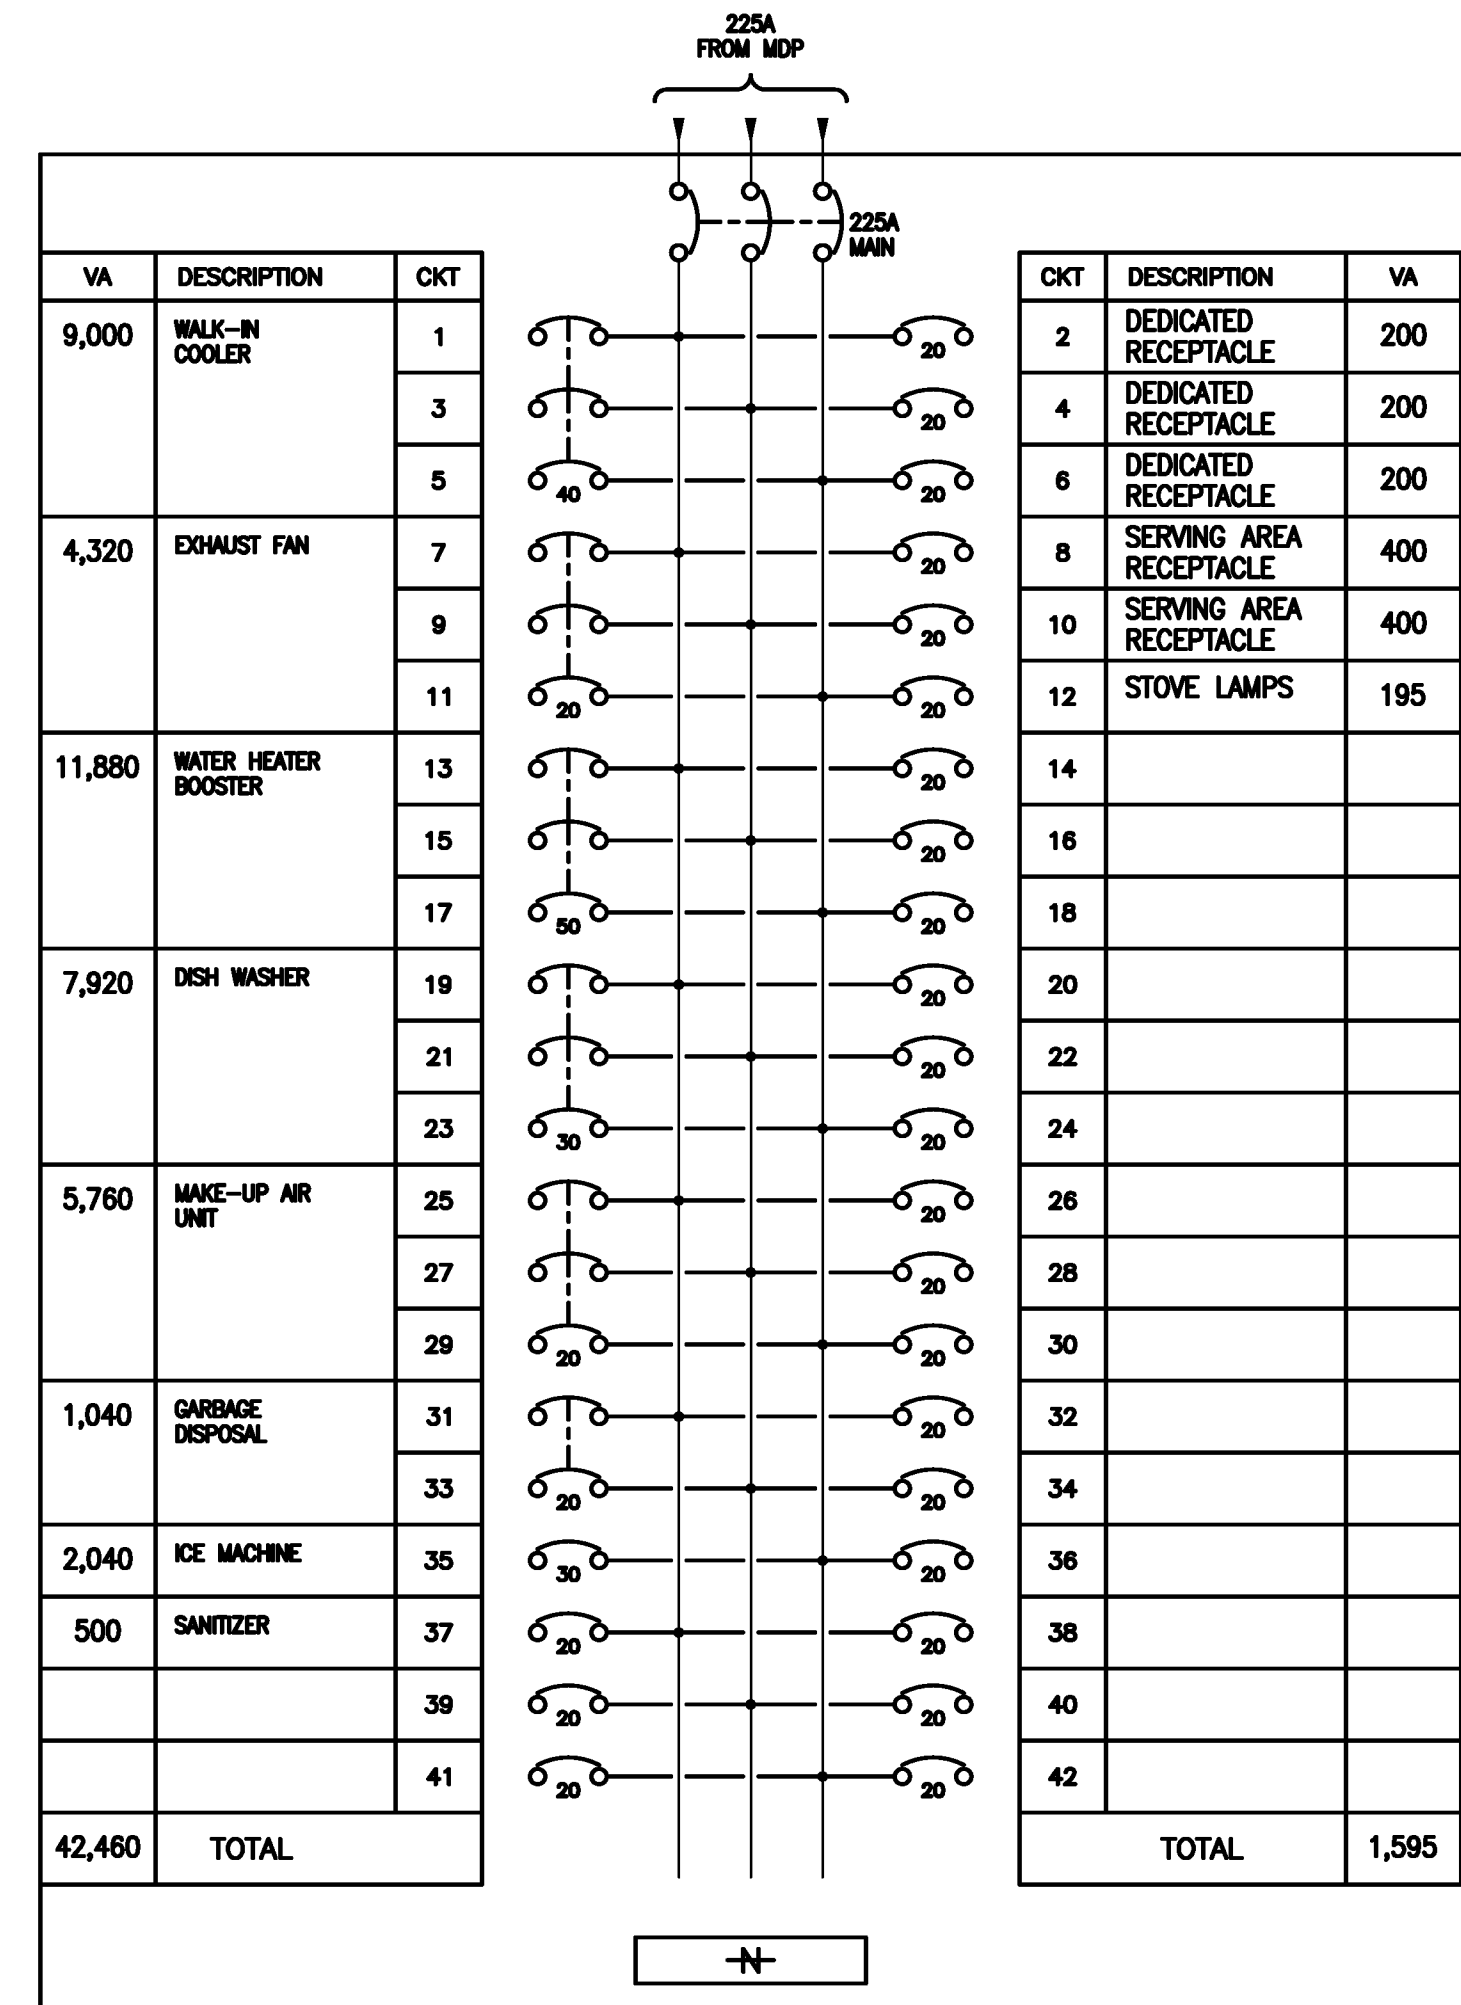 225A
FROM MDP
225A
MAIN
VA DESCRIPTION CKT CKT DESCRIPTION VA
9,000 WALK-IN 1 20 2 DEDICATED 200
COOLER RECEPTACLE
3 20 4 DEDICATED 200
RECEPTACLE
5 40 20 6 DEDICATED 200
RECEPTACLE
4,320 EXHAUST FAN 7 20 8 SERVING AREA 400
RECEPTACLE
9 20 10 SERVING AREA 400
RECEPTACLE
11 20 20 12 STOVE LAMPS 195
11,880 WATER HEATER 13 20 14
BOOSTER
15 20 16
17 50 20 18
7,920 DISH WASHER 19 20 20
21 20 22
23 30 20 24
5,760 MAKE-UP AIR 25 20 26
UNIT
27 20 28
29 20 20 30
1,040 GARBAGE 31 20 32
DISPOSAL
33 20 20 34
2,040 ICE MACHINE 35 30 20 36
500 SANITIZER 37 20 20 38
39 20 20 40
41 20 20 42
42,460 TOTAL TOTAL 1,595
N